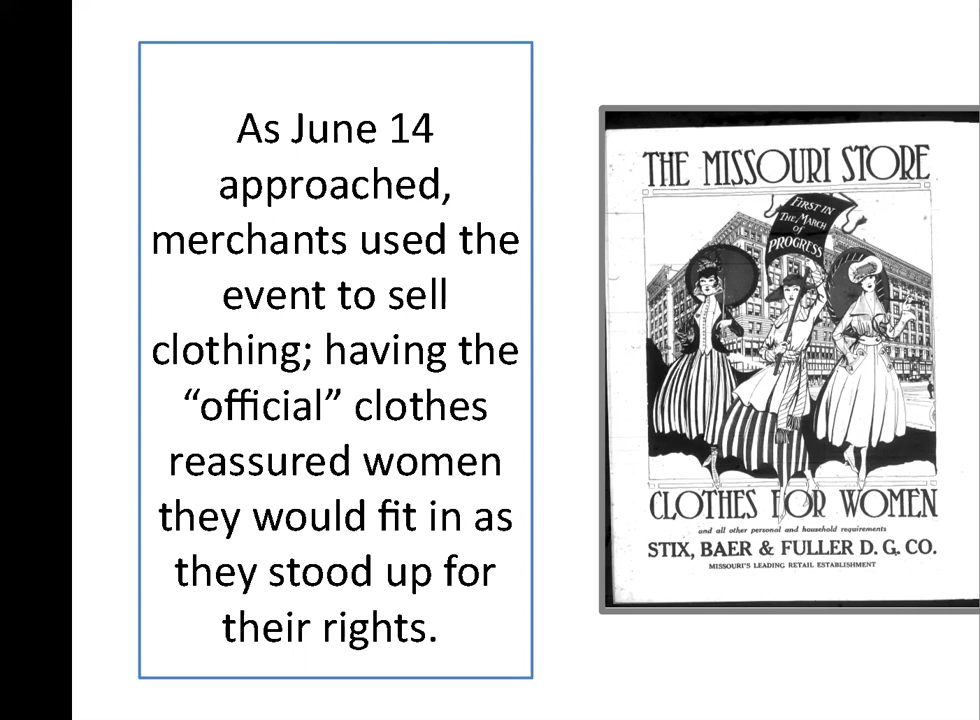 As June 14
approached,
merchants used the
event to sell
clothing; having the
“official” clothes
reassured women
they would fit in as
they stood up for
their rights.
THE MISSOURI STORE
FIRST IN
THE MARCH
OF
PROGRESS
CLOTHES FOR WOMEN
and all other personal and household requirements
STIX, BAER & FULLER D. G. CO.
MISSOURI'S LEADING RETAIL ESTABLISHMENT